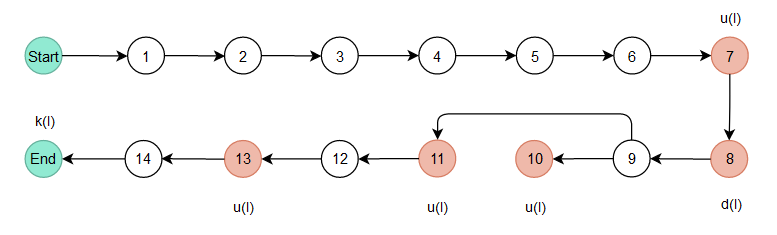 u(l)
Start 1 2 3 4 5 6 7
k(l)
End 14 13 12 11 10 9 8
u(l) u(l) u(l) d(l)